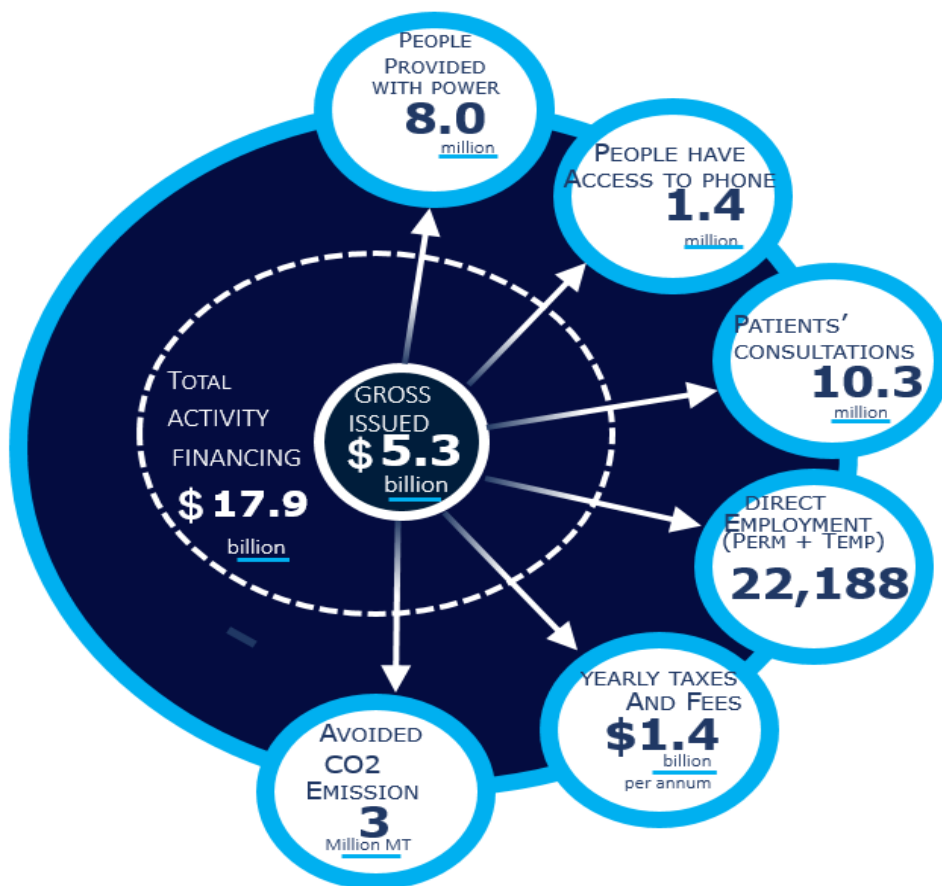 PEOPLE
PROVIDED
WITH POWER
8.0
million
PEOPLE HAVE
ACCESS TO PHONE
1.4
million
PATIENTS’
CONSULTATIONS
10.3
million
DIRECT
EMPLOYMENT
(PERM + TEMP)
22,188
YEARLY TAXES
AND FEES
$1.4
billion
per annum
AVOIDED
CO2
EMISSION
3
Million MT
GROSS
ISSUED
$ 5.3
billion
TOTAL
ACTIVITY
FINANCING
$ 17.9
billion